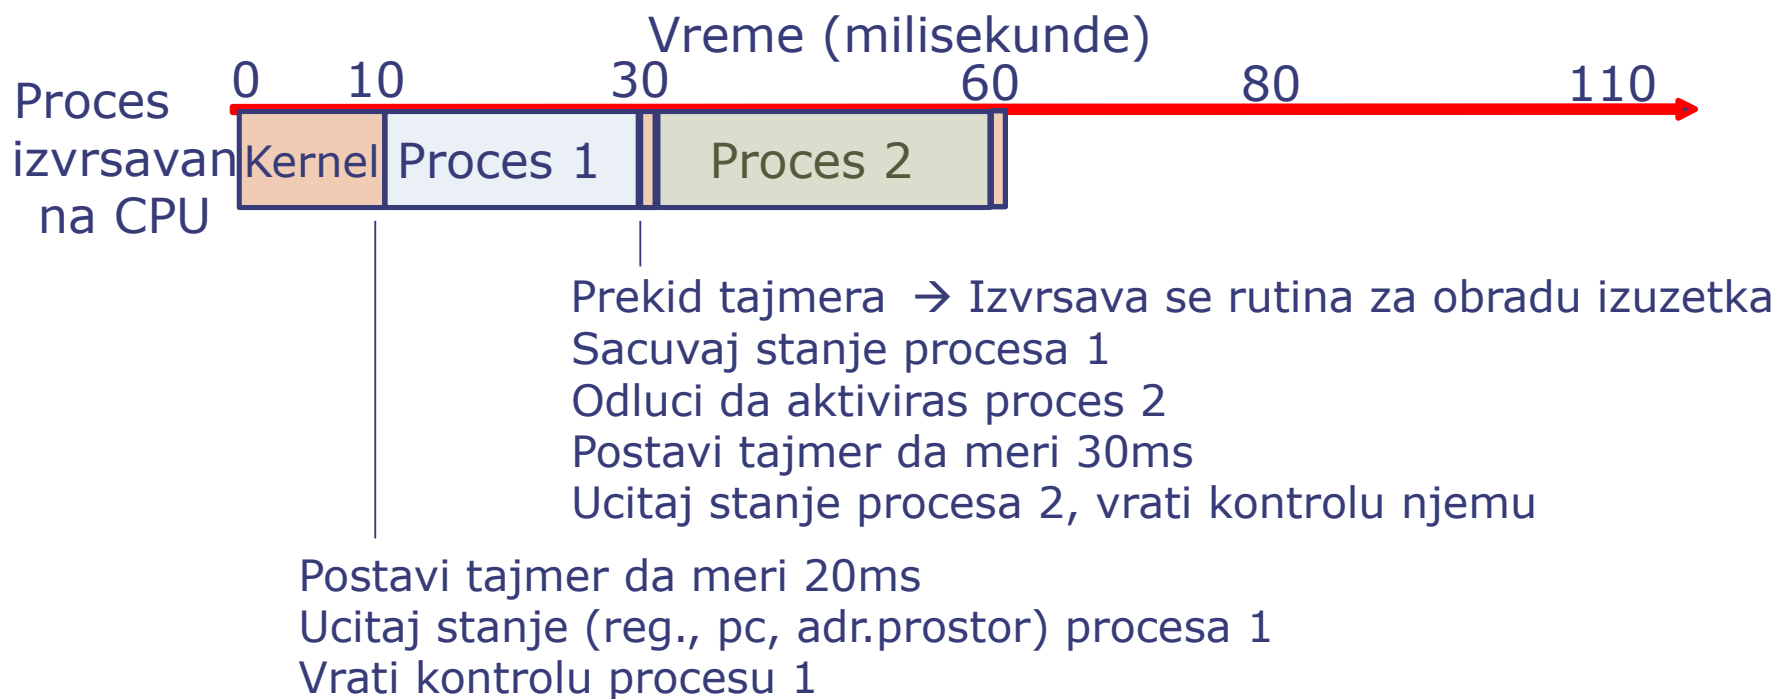 Vreme (milisekunde)
0 10 30 60 80 110
Proces
izvrsavan
na CPU
Kernel Proces 1 Proces 2
Prekid tajmera → Izvrsava se rutina za obradu izuzetka
Sacuvaj stanje procesa 1
Odluci da aktiviras proces 2
Postavi tajmer da meri 30ms
Ucitaj stanje procesa 2, vrati kontrolu njemu
Postavi tajmer da meri 20ms
Ucitaj stanje (reg., pc, adr.prostor) procesa 1
Vrati kontrolu procesu 1